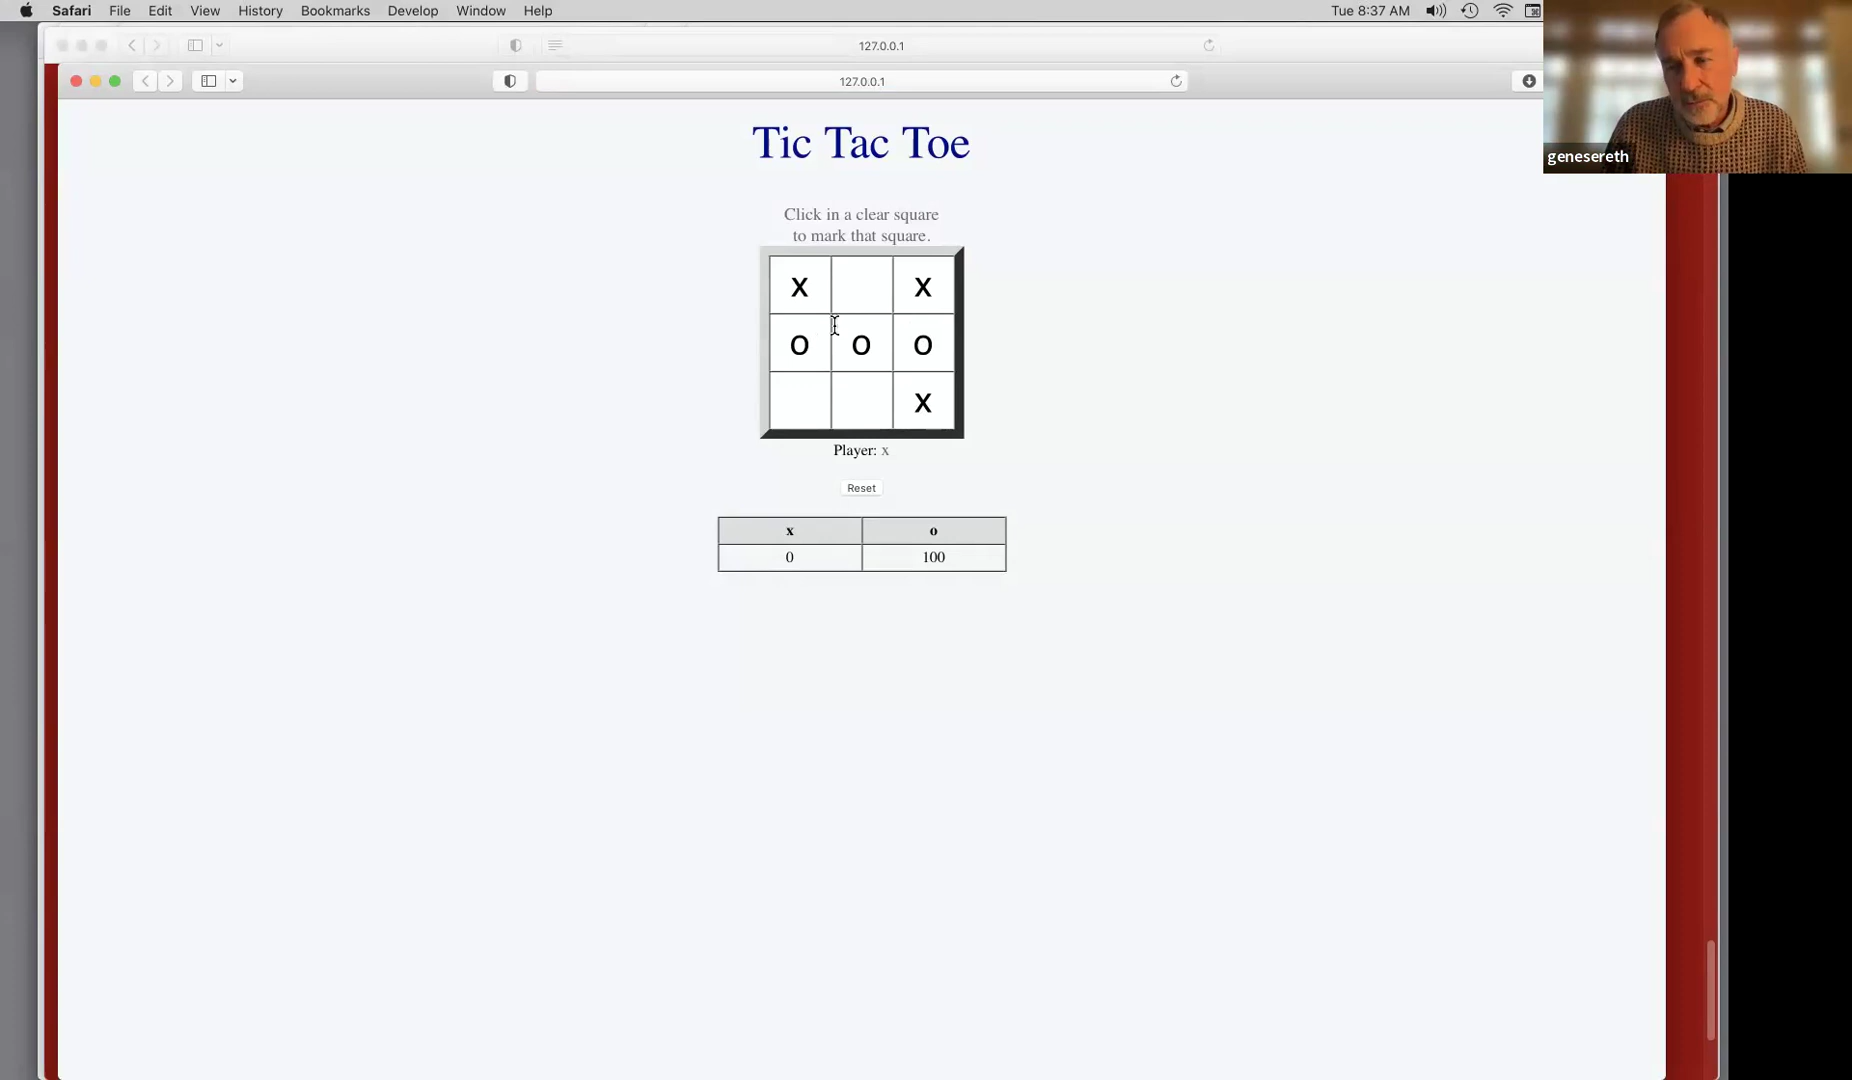 Safari File Edit View History Bookmarks Develop Window Help Tue 8:37 AM
127.0.0.1
127.0.0.1
genesereth
Tic Tac Toe
Click in a clear square
to mark that square.
X X
O O O
X
Player: x
Reset
x o
0 100